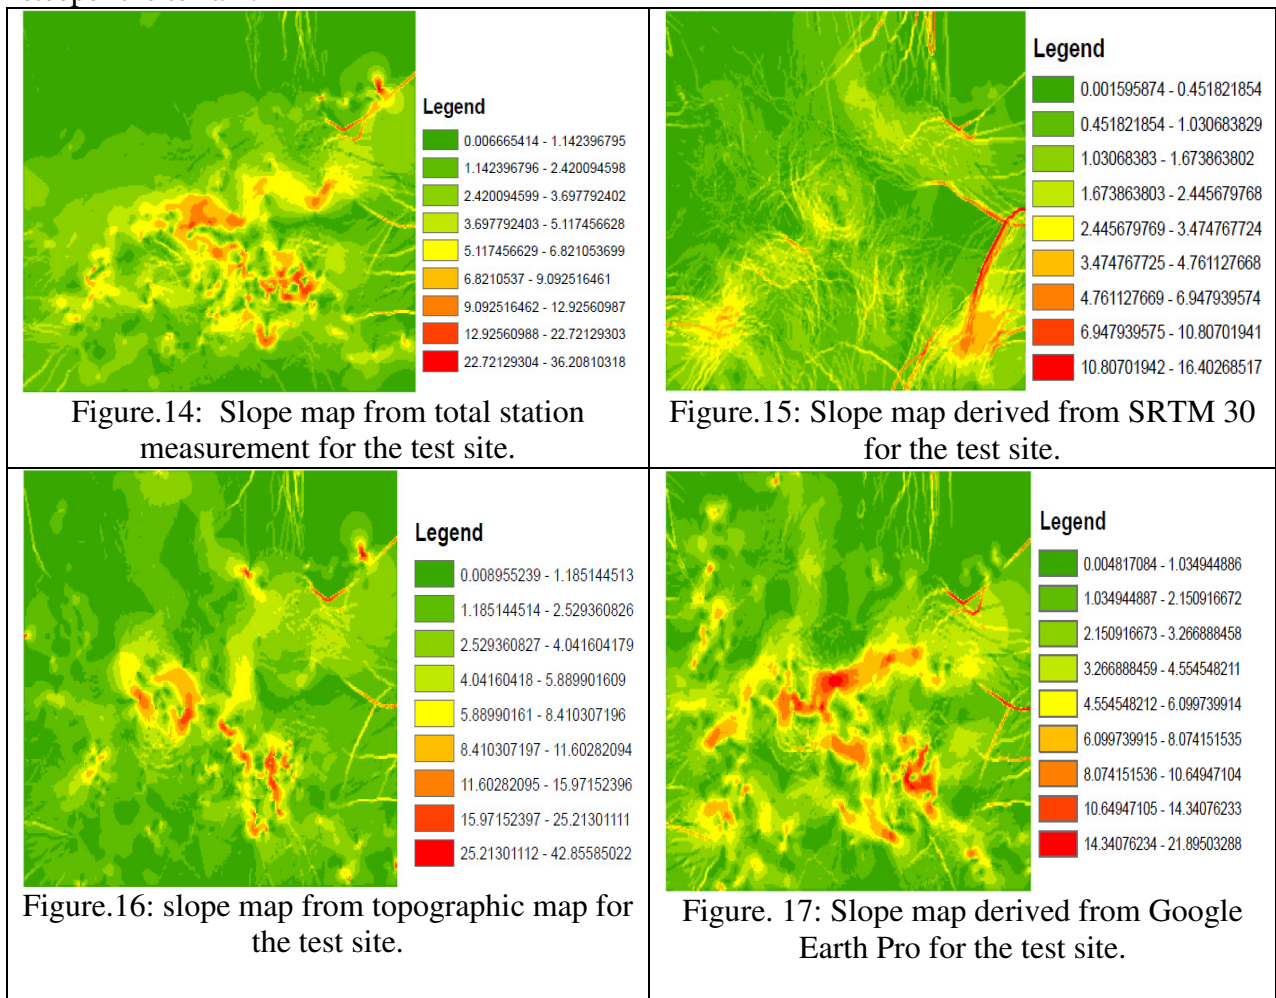 Legend
0.006665414 - 1.142396795
1.142396796 - 2.420094598
2.420094599 - 3.697792402
3.697792403 - 5.117456628
5.117456629 - 6.821053699
6.8210537 - 9.092516461
9.092516462 - 12.92560987
12.92560988 - 22.72129303
22.72129304 - 36.20810318
Figure.14: Slope map from total station
measurement for the test site.
Legend
0.001595874 - 0.451821854
0.451821854 - 1.030683829
1.03068383 - 1.673863802
1.673863803 - 2.445679768
2.445679769 - 3.474767724
3.474767725 - 4.761127668
4.761127669 - 6.947939574
6.947939575 - 10.80701941
10.80701942 - 16.40268517
Figure.15: Slope map derived from SRTM 30
for the test site.
Legend
0.008955239 - 1.185144513
1.185144514 - 2.529360826
2.529360827 - 4.041604179
4.04160418 - 5.889901609
5.88990161 - 8.410307196
8.410307197 - 11.60282094
11.60282095 - 15.97152396
15.97152397 - 25.21301111
25.21301112 - 42.85585022
Figure.16: slope map from topographic map for
the test site.
Legend
0.004817084 - 1.034944886
1.034944887 - 2.150916672
2.150916673 - 3.266888458
3.266888459 - 4.554548211
4.554548212 - 6.099739914
6.099739915 - 8.074151535
8.074151536 - 10.64947104
10.64947105 - 14.34076233
14.34076234 - 21.89503288
Figure. 17: Slope map derived from Google
Earth Pro for the test site.